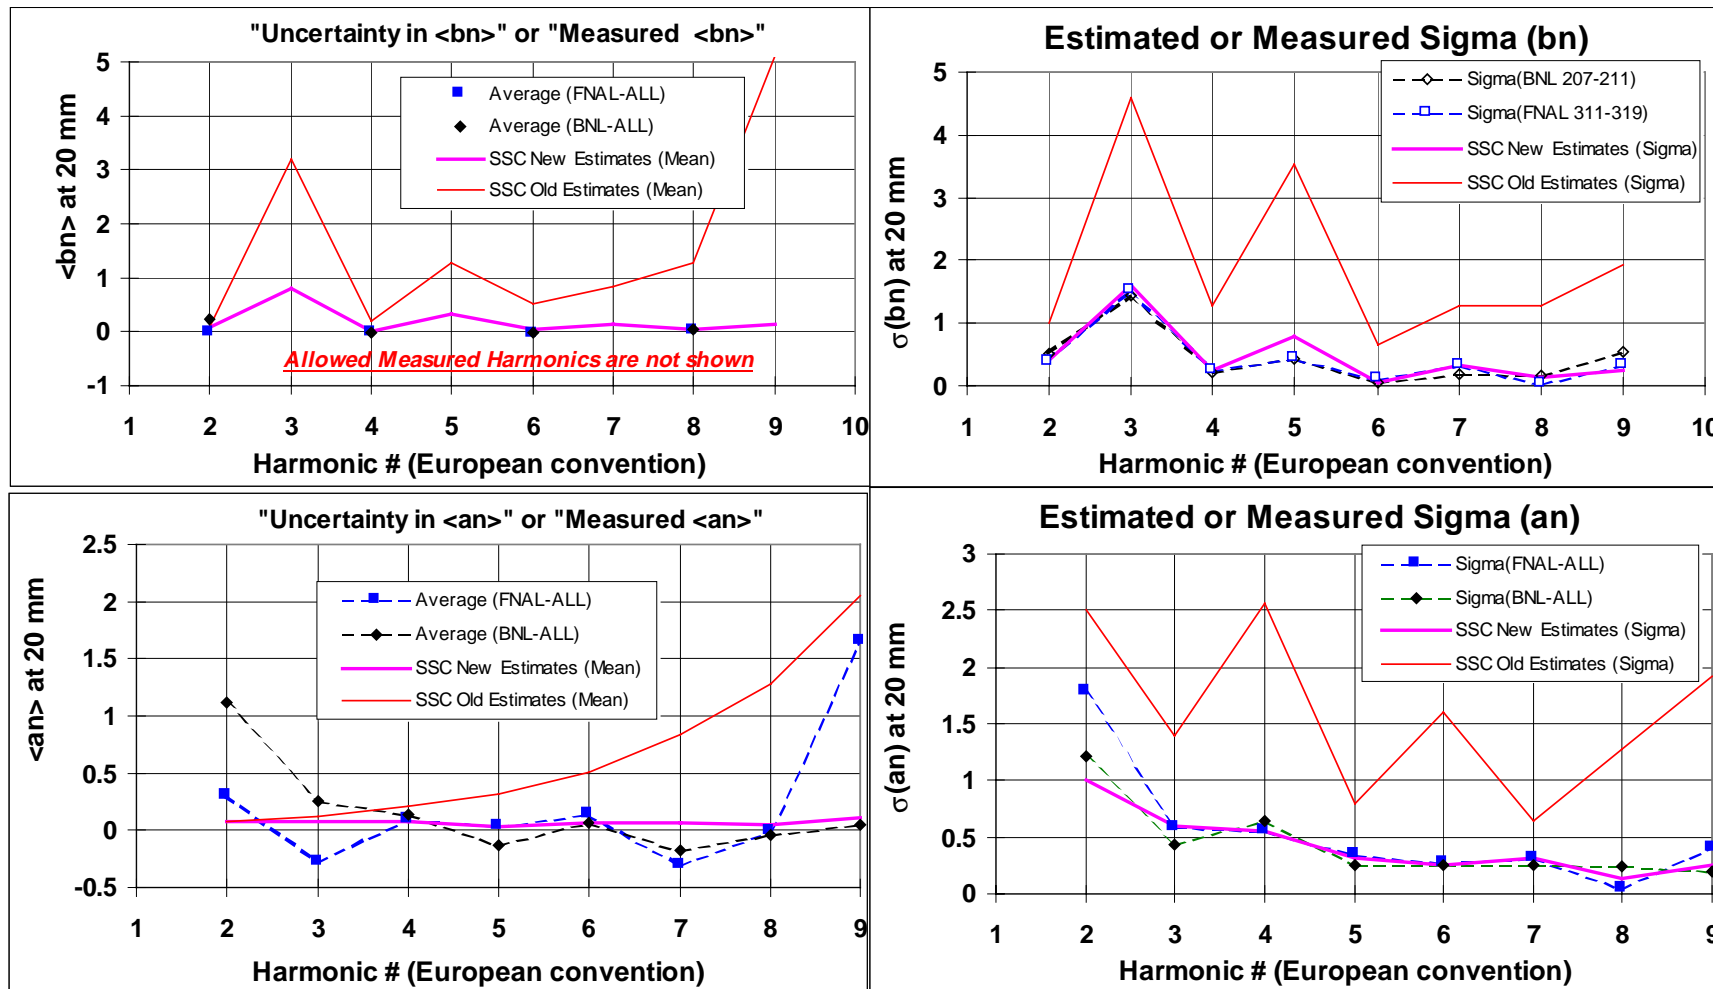 "Uncertainty in <bn>" or "Measured <bn>"
<bn> at 20 mm
5
4
3
2
1
0
-1
Average (FNAL-ALL)
Average (BNL-ALL)
SSC New Estimates (Mean)
SSC Old Estimates (Mean)
Allowed Measured Harmonics are not shown
1 2 3 4 5 6 7 8 9 10
Harmonic # (European convention)
Estimated or Measured Sigma (bn)
σ(bn) at 20 mm
5
4
3
2
1
0
Sigma(BNL 207-211)
Sigma(FNAL 311-319)
SSC New Estimates (Sigma)
SSC Old Estimates (Sigma)
1 2 3 4 5 6 7 8 9 10
Harmonic # (European convention)
"Uncertainty in <an>" or "Measured <an>"
<an> at 20 mm
2.5
2
1.5
1
0.5
0
-0.5
Average (FNAL-ALL)
Average (BNL-ALL)
SSC New Estimates (Mean)
SSC Old Estimates (Mean)
1 2 3 4 5 6 7 8 9
Harmonic # (European convention)
Estimated or Measured Sigma (an)
σ(an) at 20 mm
3
2.5
2
1.5
1
0.5
0
Sigma(FNAL-ALL)
Sigma(BNL-ALL)
SSC New Estimates (Sigma)
SSC Old Estimates (Sigma)
1 2 3 4 5 6 7 8 9
Harmonic # (European convention)